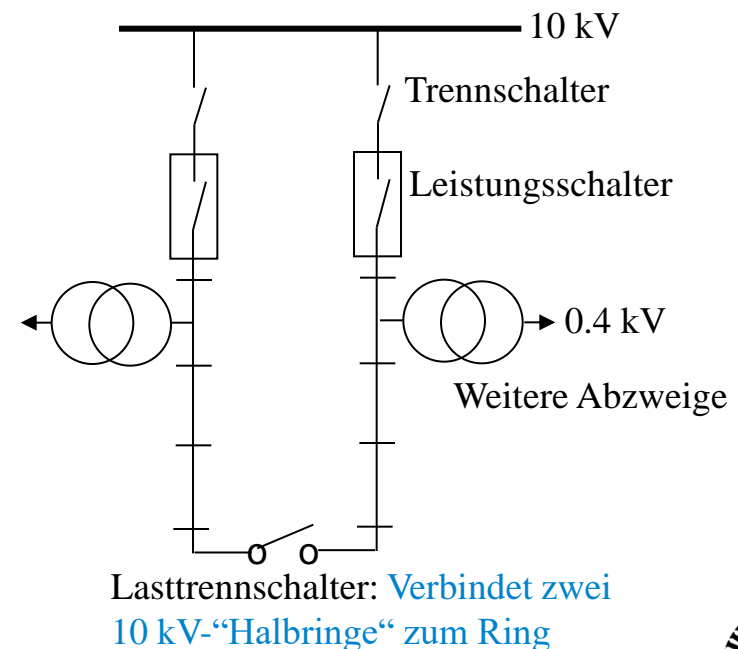 10 kV
Trennschalter
Leistungsschalter
0.4 kV
Weitere Abzweige
Lasttrennschalter: Verbindet zwei
10 kV-“Halbringe“ zum Ring